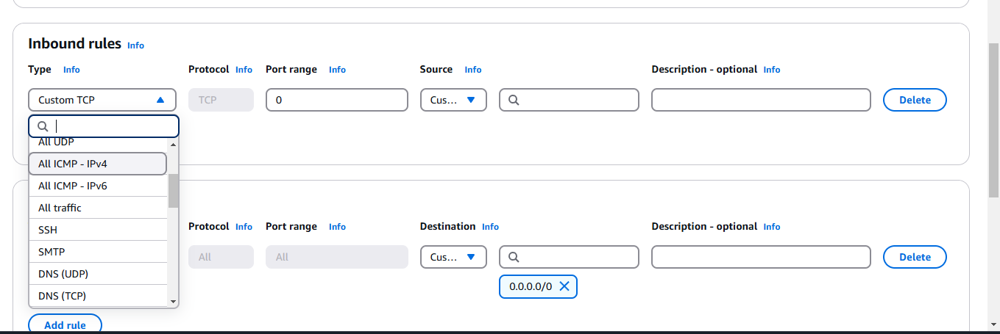 Inbound rules Info
Type Info Protocol Info Port range Info Source Info Description - optional Info
Custom TCP TCP 0 Cus... Delete
All UDP
All ICMP - IPv4
All ICMP - IPv6
All traffic
SSH
Protocol Info Port range Info Destination Info Description - optional Info
SMTP
All All Cus... Delete
DNS (UDP)
0.0.0.0/0
DNS (TCP)
Add rule